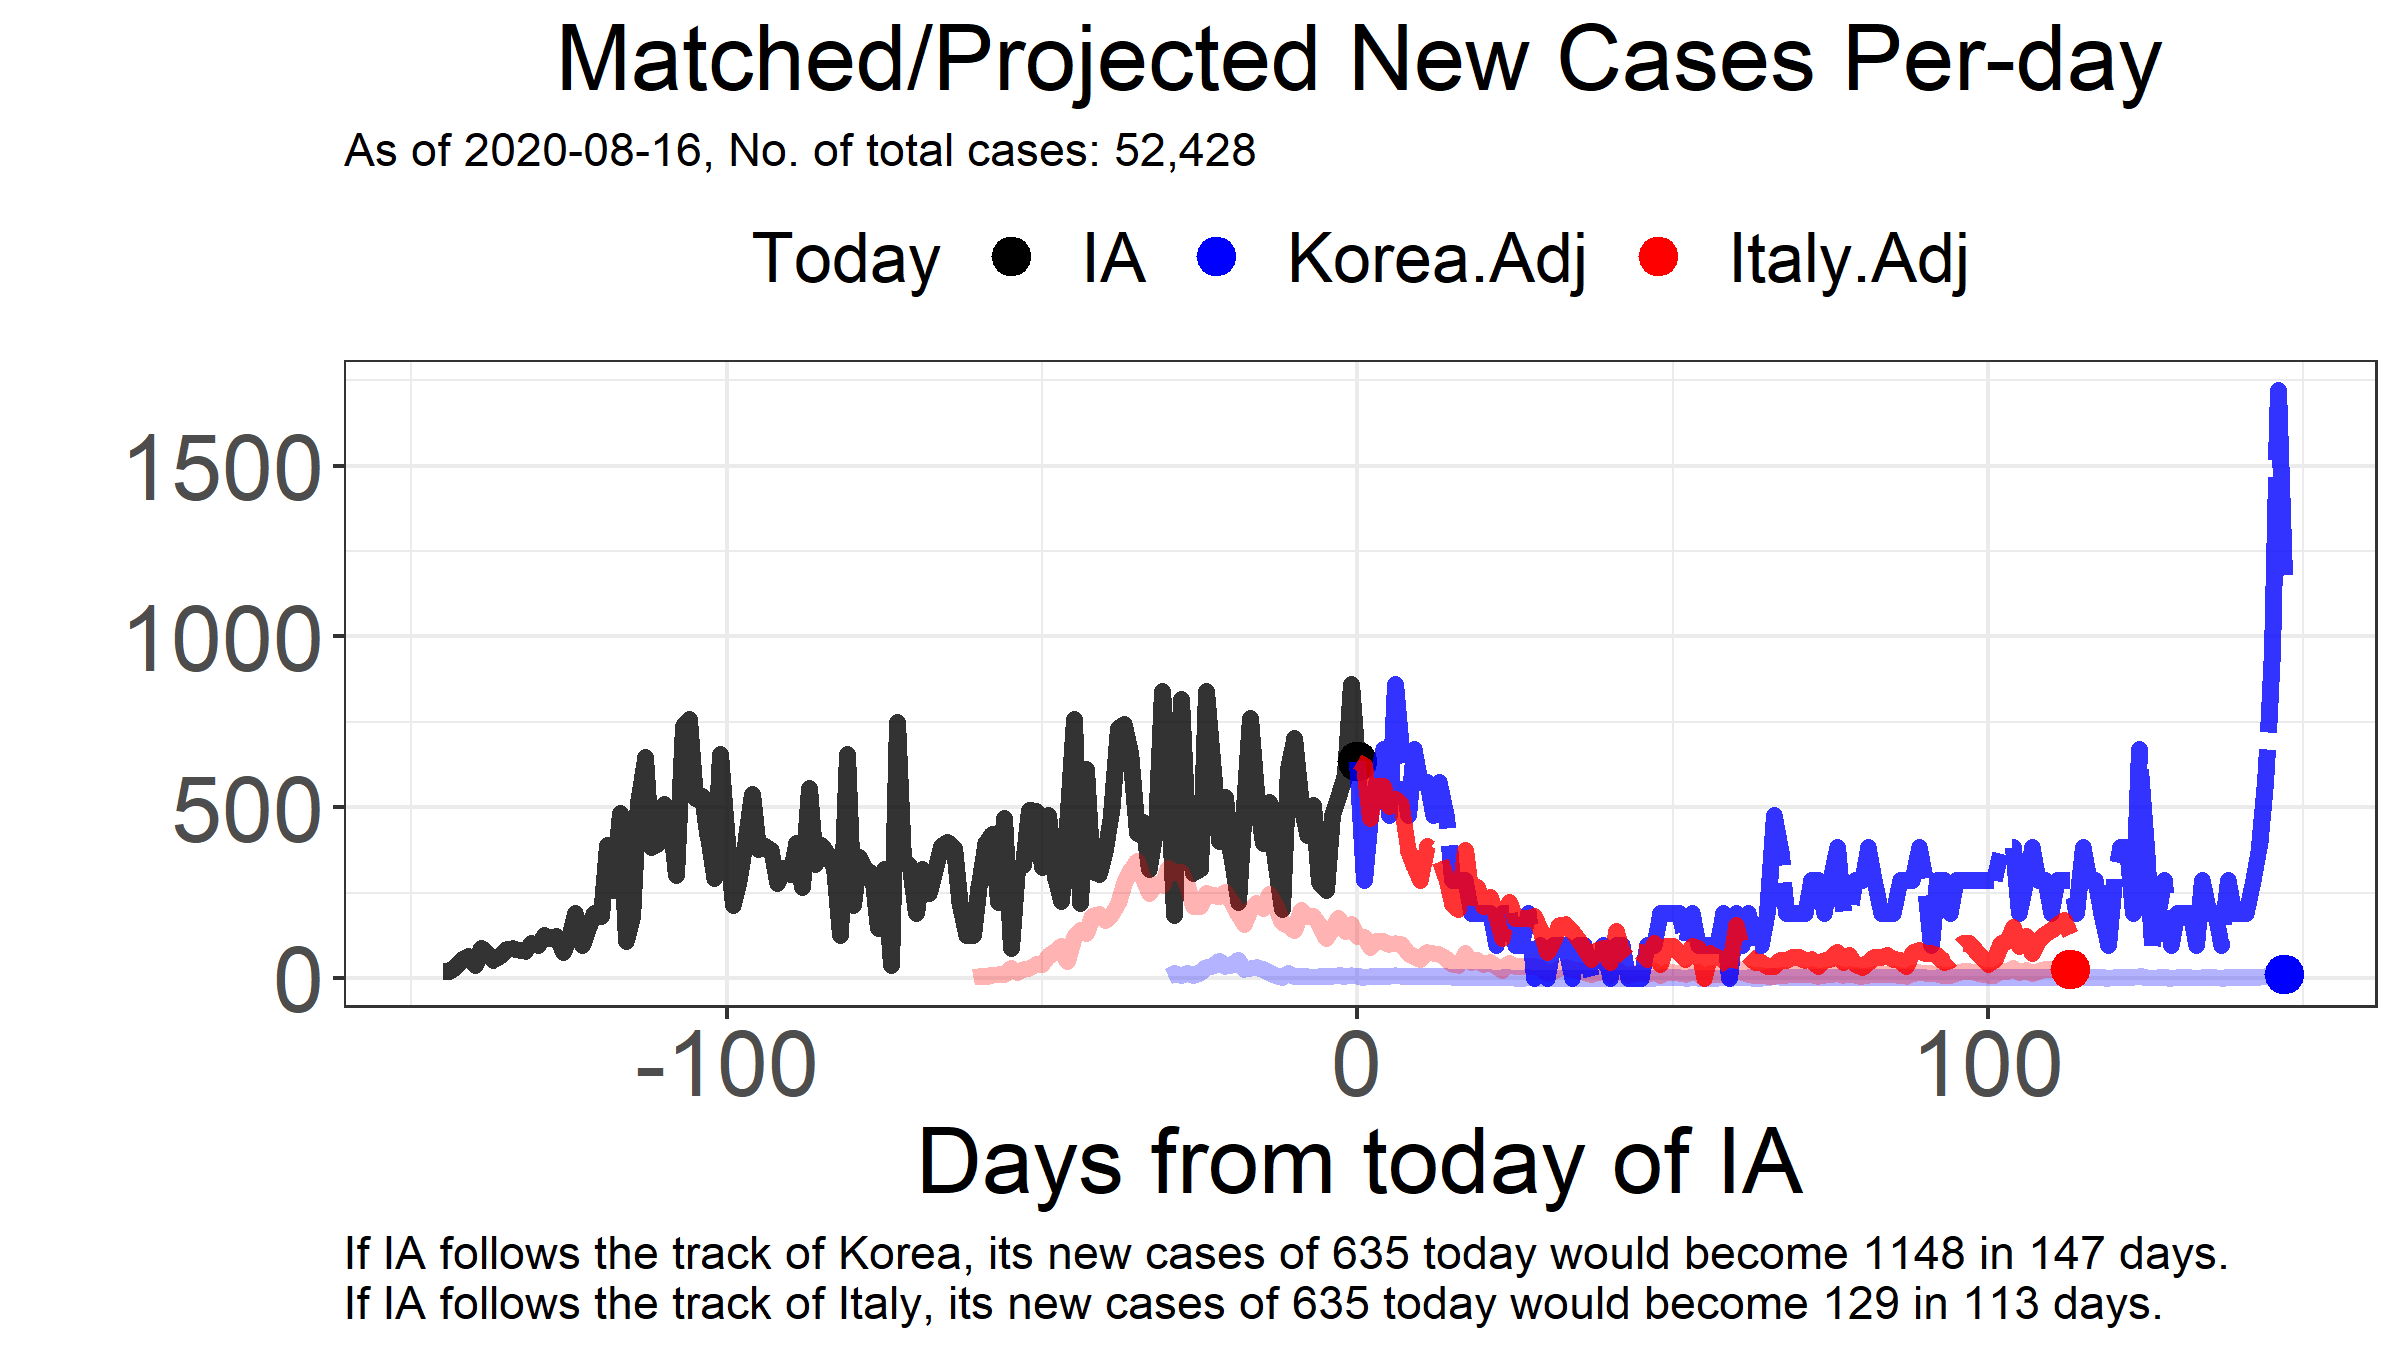 Matched/Projected New Cases Per-day
As of 2020-08-16, No. of total cases: 52,428
Today IA Korea.Adj Italy.Adj
1500
1000
500
0
-100 0 100
Days from today of IA
If IA follows the track of Korea, its new cases of 635 today would become 1148 in 147 days.
If IA follows the track of Italy, its new cases of 635 today would become 129 in 113 days.